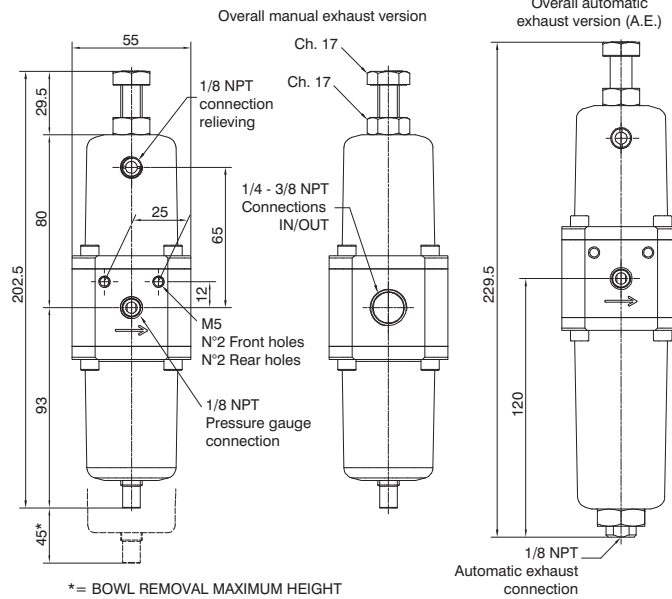 Overall manual exhaust version
Overall automatic
exhaust version (A.E.)
55
Ch. 17
Ch. 17
1/8 NPT
connection
relieving
29.5
80
202.5
93
45*
25
65
12
1/4 - 3/8 NPT
Connections
IN/OUT
M5
N°2 Front holes
N°2 Rear holes
1/8 NPT
Pressure gauge
connection
229.5
120
1/8 NPT
Automatic exhaust
connection
*= BOWL REMOVAL MAXIMUM HEIGHT